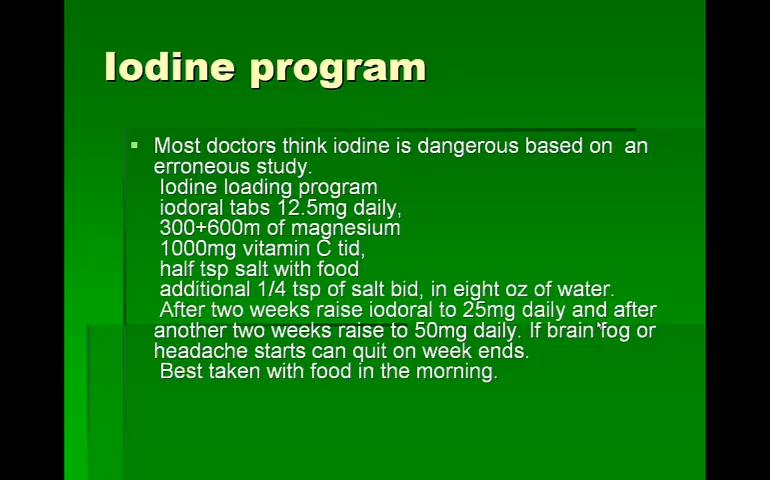 Iodine program
Most doctors think iodine is dangerous based on an
erroneous study.
Iodine loading program
iodoral tabs 12.5mg daily,
300+600m of magnesium
1000mg vitamin C tid,
half tsp salt with food
additional 1/4 tsp of salt bid, in eight oz of water.
After two weeks raise iodoral to 25mg daily and after
another two weeks raise to 50mg daily. If brain fog or
headache starts can quit on week ends.
Best taken with food in the morning.